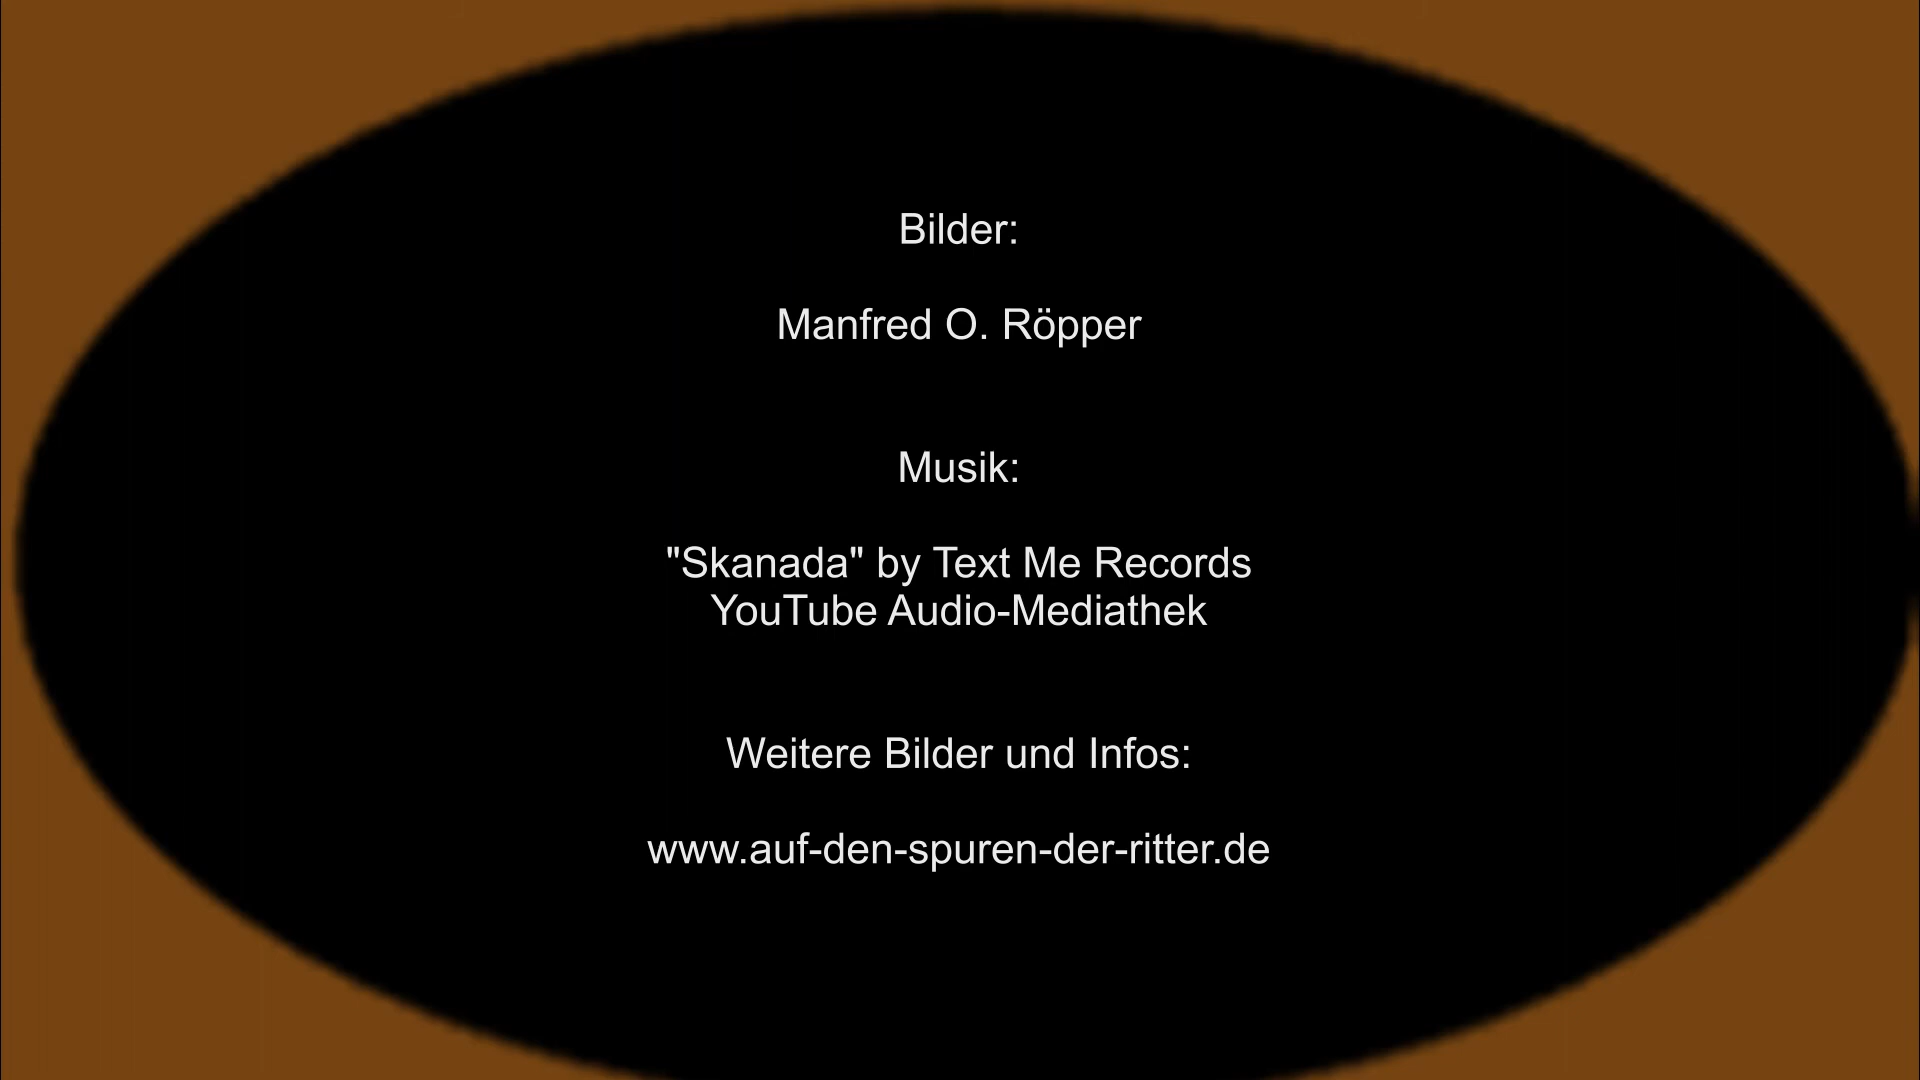 Bilder:
Manfred O. Röpper
Musik:
"Skanada" by Text Me Records
YouTube Audio-Mediathek
Weitere Bilder und Infos:
www.auf-den-spuren-der-ritter.de